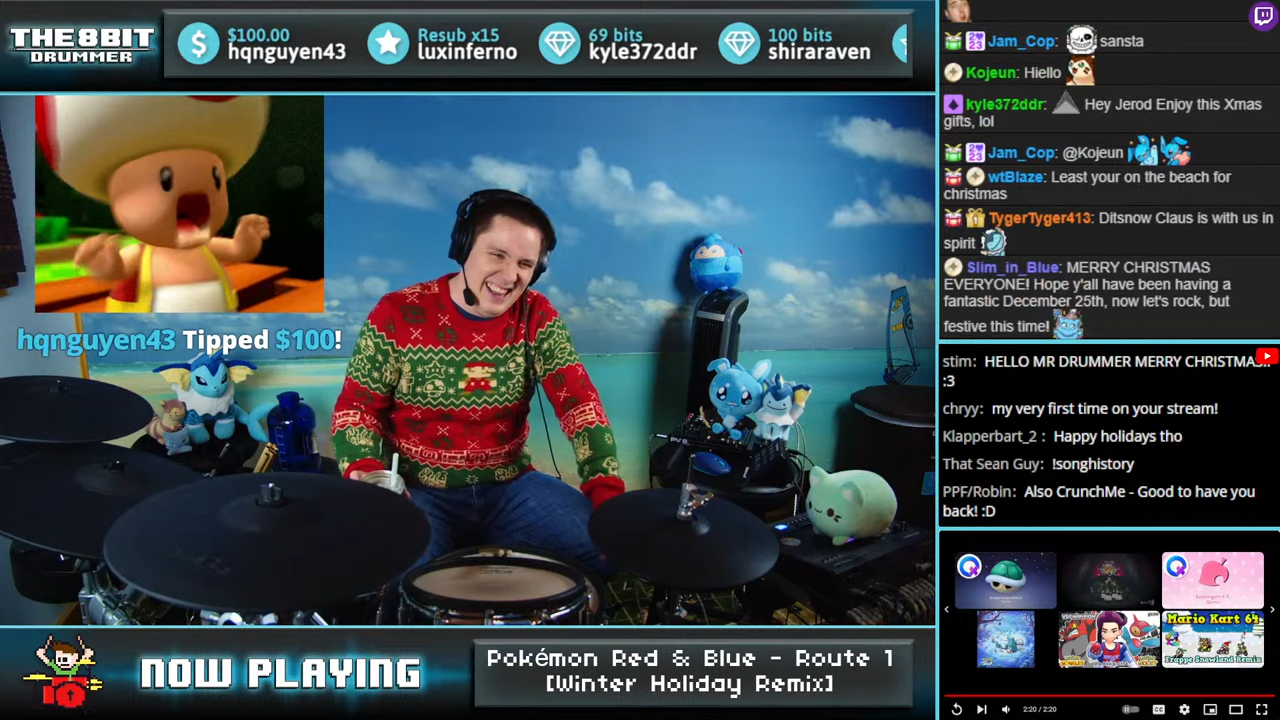 THE8BIT
DRUMMER
$100.00
hqnguyen43
Resub x15
luxinferno
69 bits
kyle372ddr
100 bits
shiraraven
hqnguyen43 Tipped $100!
Jam_Cop: sansta
Kojeun: Hiello
kyle372ddr: Hey Jerod Enjoy this Xmas
gifts, lol
Jam_Cop: @Kojeun
wtBlaze: Least your on the beach for
christmas
TygerTyger413: Ditsnow Claus is with us in
spirit
Slim_in_Blue: MERRY CHRISTMAS
EVERYONE! Hope y'all have been having a
fantastic December 25th, now let's rock, but
festive this time!
stim: HELLO MR DRUMMER MERRY CHRISTMAS!!
:3
chryy: my very first time on your stream!
Klapperbart_2 : Happy holidays tho
That Sean Guy: !songhistory
PPF/Robin: Also CrunchMe - Good to have you
back! :D
Mario Kart 64
Frappe Snowland Remix
2:20 / 2:20
NOW PLAYING
Pokémon Red & Blue - Route 1
[Winter Holiday Remix]